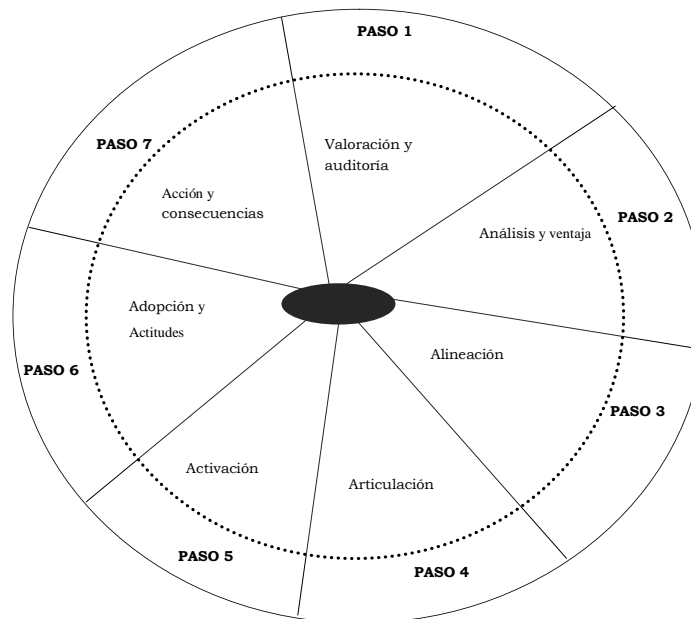 PASO 1
Valoración y
auditoría
PASO 2
Análisis y ventaja
PASO 3
Alineación
PASO 4
Articulación
PASO 5
Activación
PASO 6
Adopción y
Actitudes
PASO 7
Acción y
consecuencias